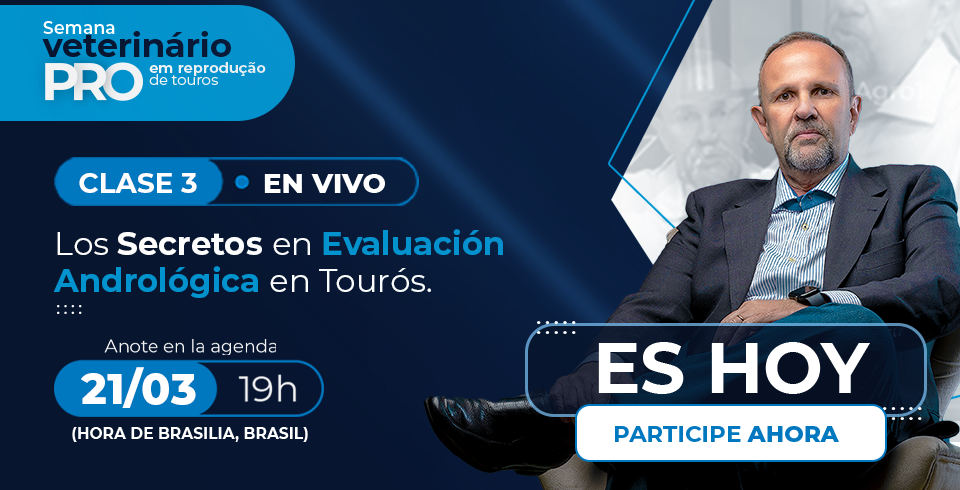 Semana
veterinário
PRO em reprodução
de touros
CLASE 3 EN VIVO
Los Secretos en Evaluación
Andrológica en Tourós.
Anote en la agenda
21/03 19h
(HORA DE BRASILIA, BRASIL)
ES HOY
PARTICIPE AHORA